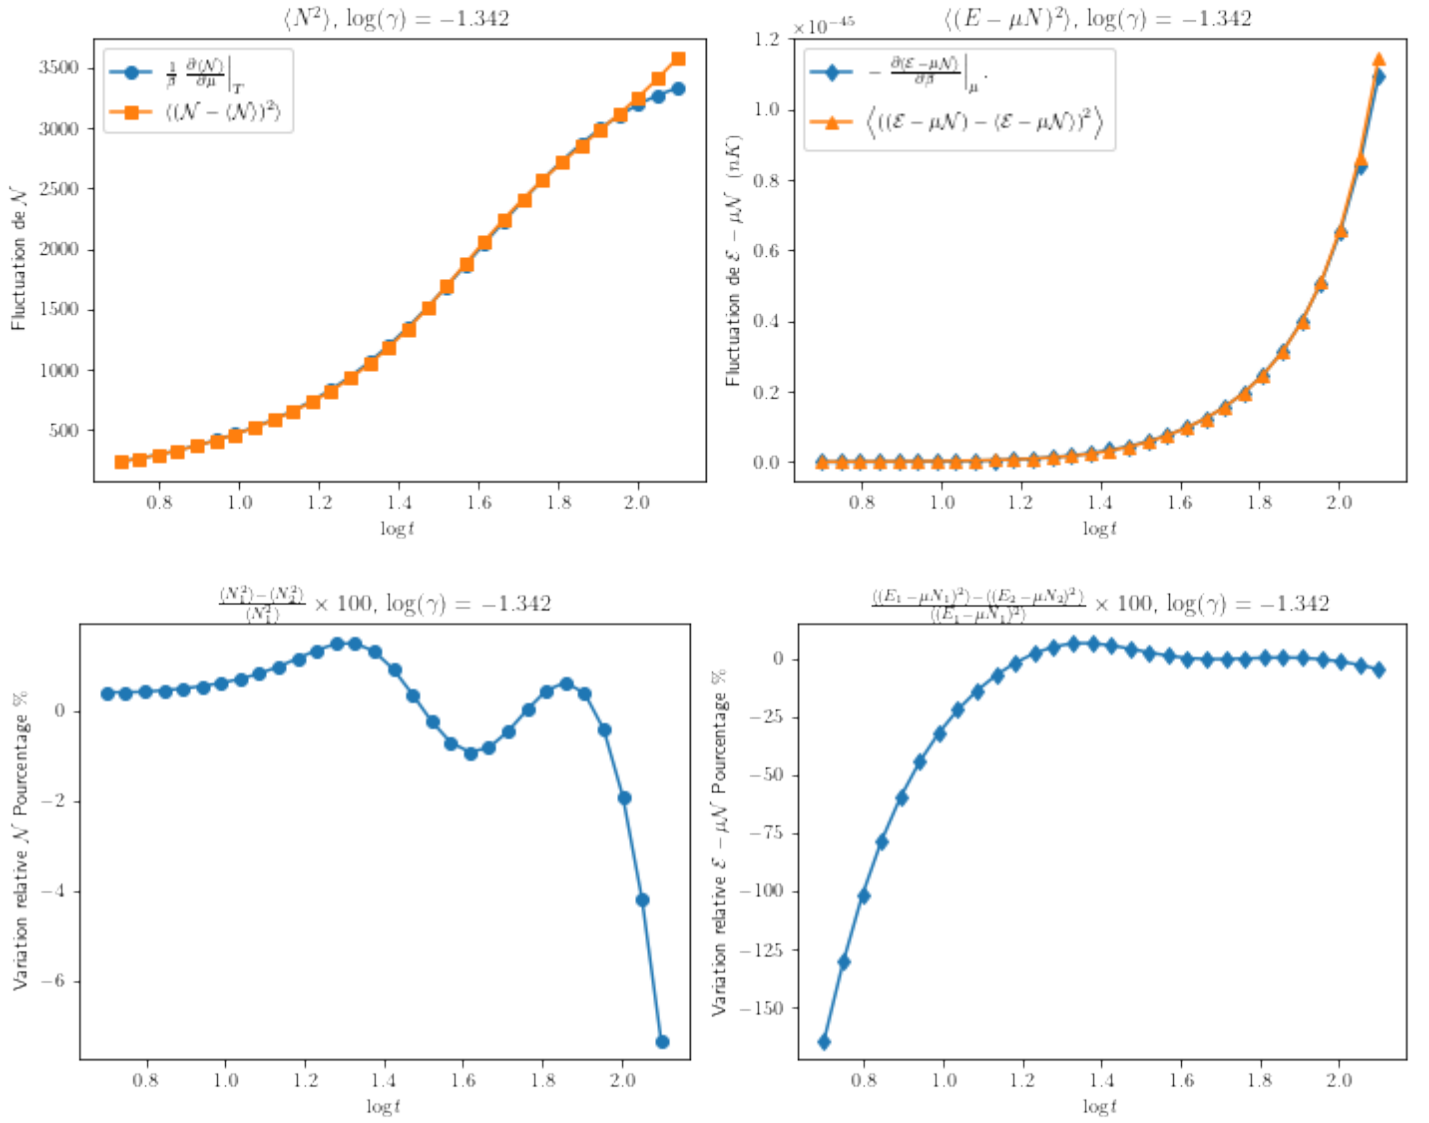 ⟨N²⟩, log(γ) = −1.342
3500
3000
2500
2000
1500
1000
500
Fluctuation de 𝒩
1/β ∂⟨𝒩⟩/∂μ|_T
⟨(𝒩 − ⟨𝒩⟩)²⟩
0.8 1.0 1.2 1.4 1.6 1.8 2.0
log t
⟨(E − μN)²⟩, log(γ) = −1.342
×10⁻⁴⁵
1.2
1.0
0.8
0.6
0.4
0.2
0.0
Fluctuation de ℰ − μ𝒩 (nK)
− ∂⟨ℰ−μ𝒩⟩/∂β|_μ.
⟨((ℰ − μ𝒩) − ⟨ℰ − μ𝒩⟩)²⟩
0.8 1.0 1.2 1.4 1.6 1.8 2.0
log t
(⟨N₁²⟩−⟨N₂²⟩)/⟨N₁²⟩ × 100, log(γ) = −1.342
0
−2
−4
−6
Variation relative 𝒩 Pourcentage %
0.8 1.0 1.2 1.4 1.6 1.8 2.0
log t
(⟨(E₁−μN₁)²⟩−⟨(E₂−μN₂)²⟩)/⟨(E₁−μN₁)²⟩ × 100, log(γ) = −1.342
0
−25
−50
−75
−100
−125
−150
Variation relative ℰ − μ𝒩 Pourcentage %
0.8 1.0 1.2 1.4 1.6 1.8 2.0
log t